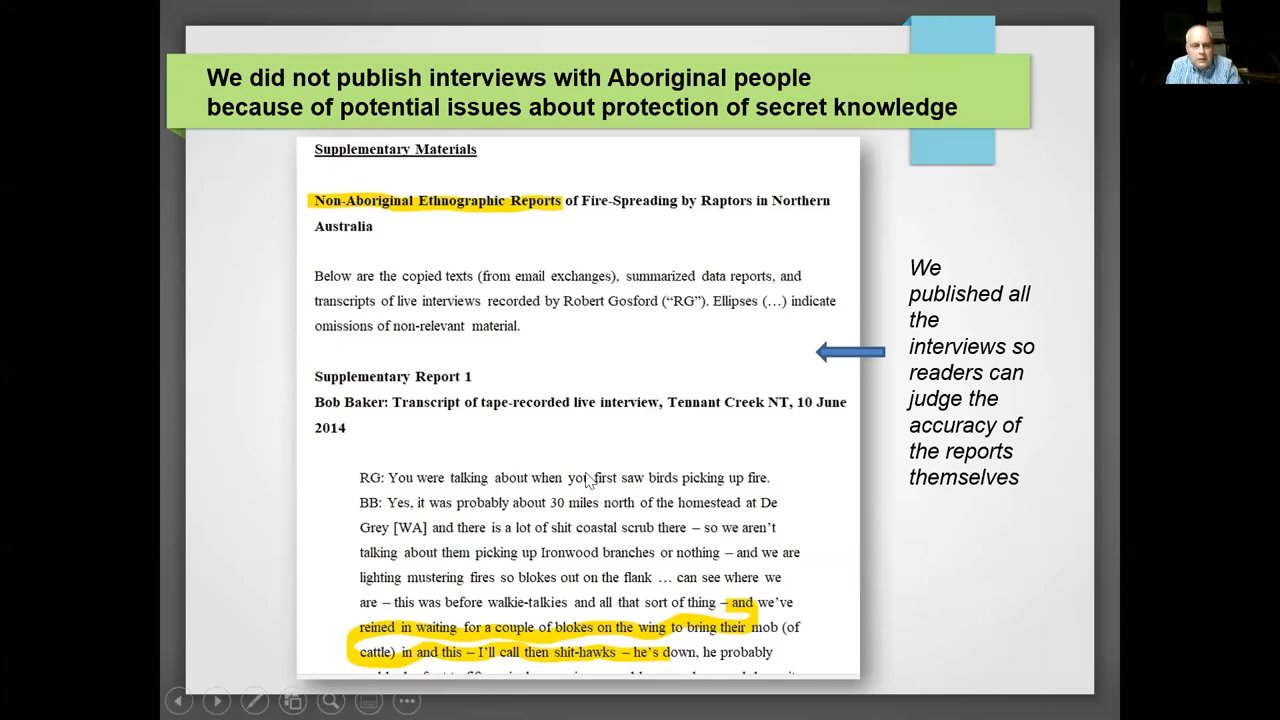 We did not publish interviews with Aboriginal people
because of potential issues about protection of secret knowledge
Supplementary Materials
Non-Aboriginal Ethnographic Reports of Fire-Spreading by Raptors in Northern
Australia
Below are the copied texts (from email exchanges), summarized data reports, and
transcripts of live interviews recorded by Robert Gosford (“RG”). Ellipses (…) indicate
omissions of non-relevant material.
Supplementary Report 1
Bob Baker: Transcript of tape-recorded live interview, Tennant Creek NT, 10 June
2014
RG: You were talking about when you first saw birds picking up fire.
BB: Yes, it was probably about 30 miles north of the homestead at De
Grey [WA] and there is a lot of shit coastal scrub there – so we aren’t
talking about them picking up Ironwood branches or nothing – and we are
lighting mustering fires so blokes out on the flank … can see where we
are – this was before walkie-talkies and all that sort of thing – and we’ve
reined in waiting for a couple of blokes on the wing to bring their mob (of
cattle) in and this – I’ll call then shit-hawks – he’s down, he probably
We
published all
the
interviews so
readers can
judge the
accuracy of
the reports
themselves